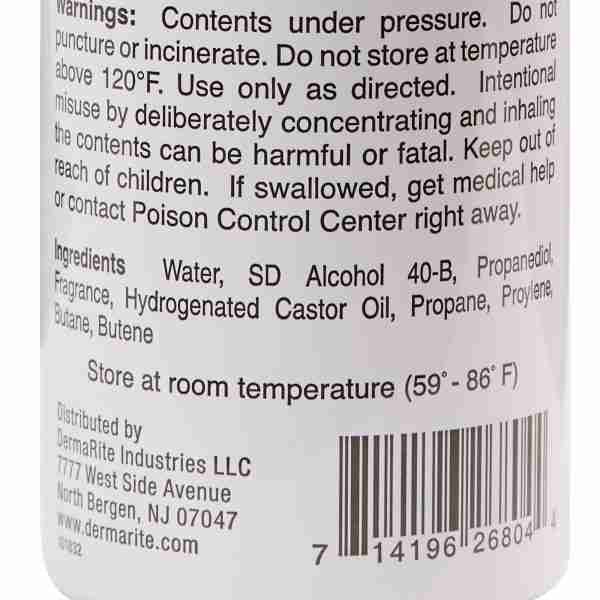 Warnings: Contents under pressure. Do not
puncture or incinerate. Do not store at temperature
above 120°F. Use only as directed. Intentional
misuse by deliberately concentrating and inhaling
the contents can be harmful or fatal. Keep out of
reach of children. If swallowed, get medical help
or contact Poison Control Center right away.
Ingredients Water, SD Alcohol 40-B, Propanediol,
Fragrance, Hydrogenated Castor Oil, Propane, Proylene,
Butane, Butene
Store at room temperature (59° - 86° F)
Distributed by
DermaRite Industries LLC
7777 West Side Avenue
North Bergen, NJ 07047
www.dermarite.com
7 14196 26804 4